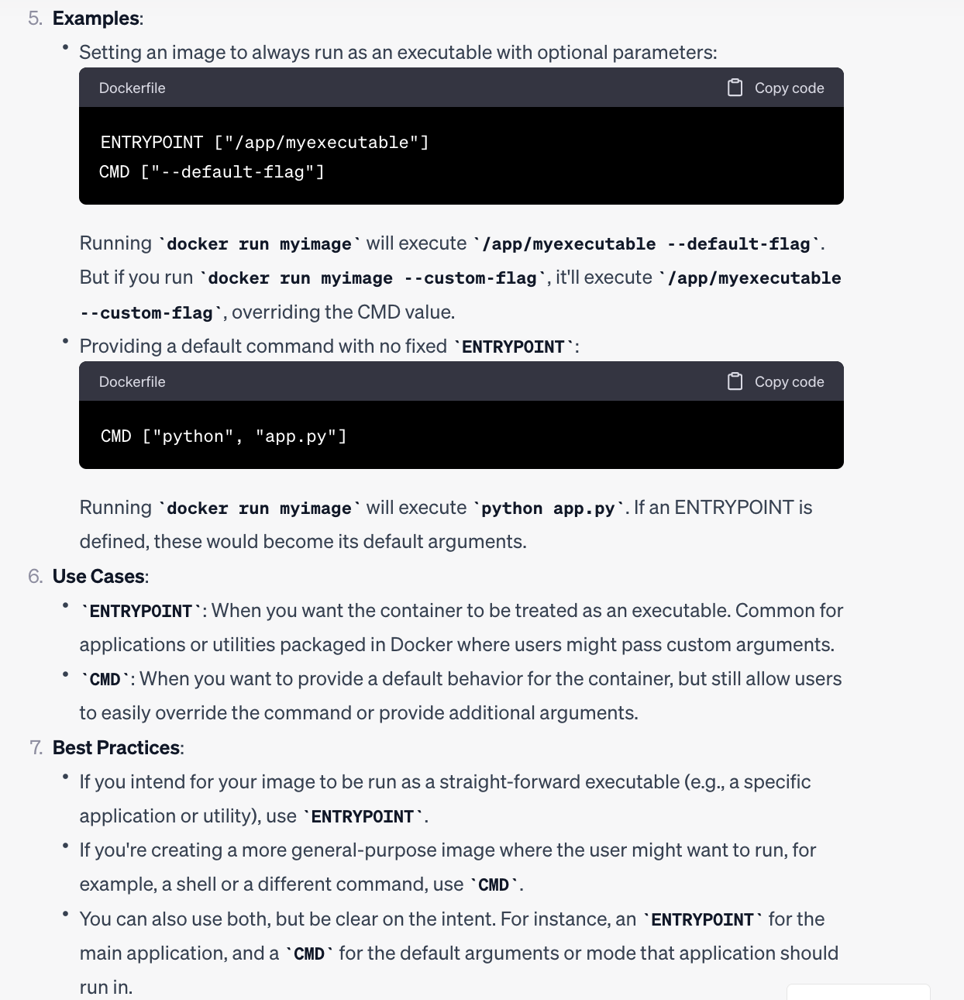 5. Examples:
• Setting an image to always run as an executable with optional parameters:
Dockerfile Copy code
ENTRYPOINT ["/app/myexecutable"]
CMD ["--default-flag"]
Running `docker run myimage` will execute `/app/myexecutable --default-flag`.
But if you run `docker run myimage --custom-flag`, it'll execute `/app/myexecutable
--custom-flag`, overriding the CMD value.
• Providing a default command with no fixed `ENTRYPOINT`:
Dockerfile Copy code
CMD ["python", "app.py"]
Running `docker run myimage` will execute `python app.py`. If an ENTRYPOINT is
defined, these would become its default arguments.
6. Use Cases:
• `ENTRYPOINT`: When you want the container to be treated as an executable. Common for
applications or utilities packaged in Docker where users might pass custom arguments.
• `CMD`: When you want to provide a default behavior for the container, but still allow users
to easily override the command or provide additional arguments.
7. Best Practices:
• If you intend for your image to be run as a straight-forward executable (e.g., a specific
application or utility), use `ENTRYPOINT`.
• If you're creating a more general-purpose image where the user might want to run, for
example, a shell or a different command, use `CMD`.
• You can also use both, but be clear on the intent. For instance, an `ENTRYPOINT` for the
main application, and a `CMD` for the default arguments or mode that application should
run in.